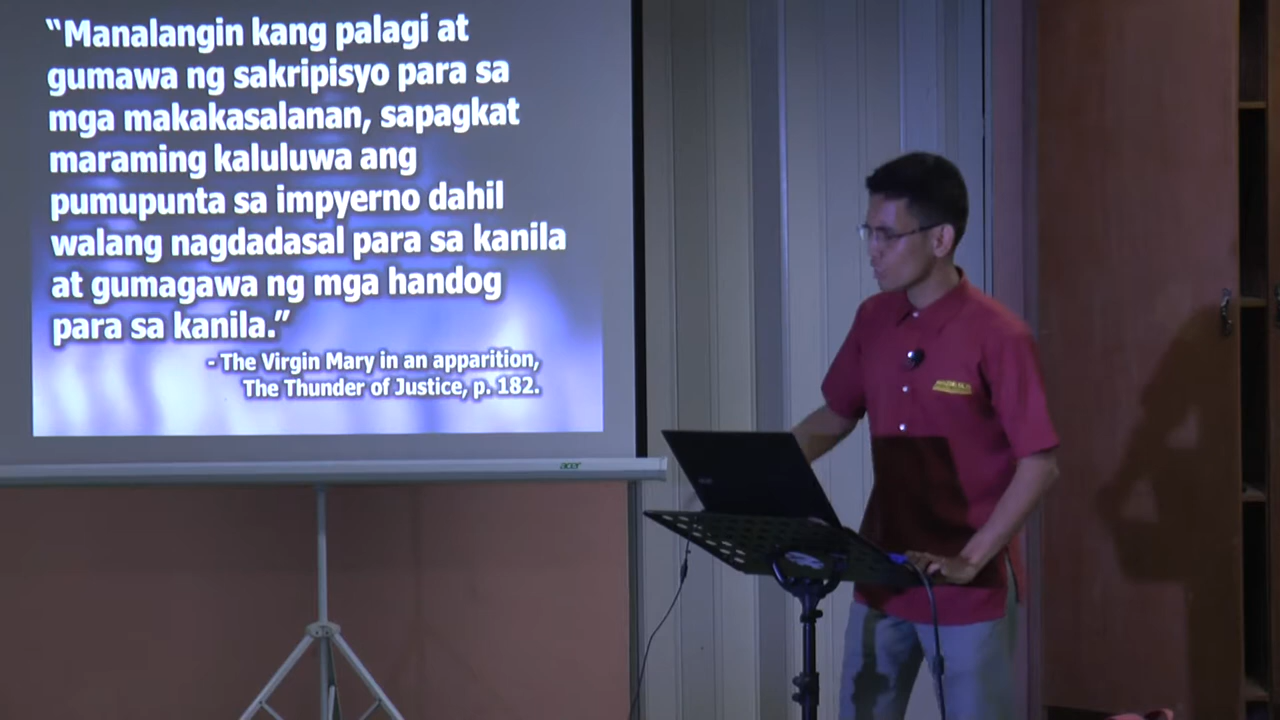 “Manalangin kang palagi at
gumawa ng sakripisyo para sa
mga makakasalanan, sapagkat
maraming kaluluwa ang
pumupunta sa impyerno dahil
walang nagdadasal para sa kanila
at gumagawa ng mga handog
para sa kanila.”
- The Virgin Mary in an apparition,
The Thunder of Justice, p. 182.
acer